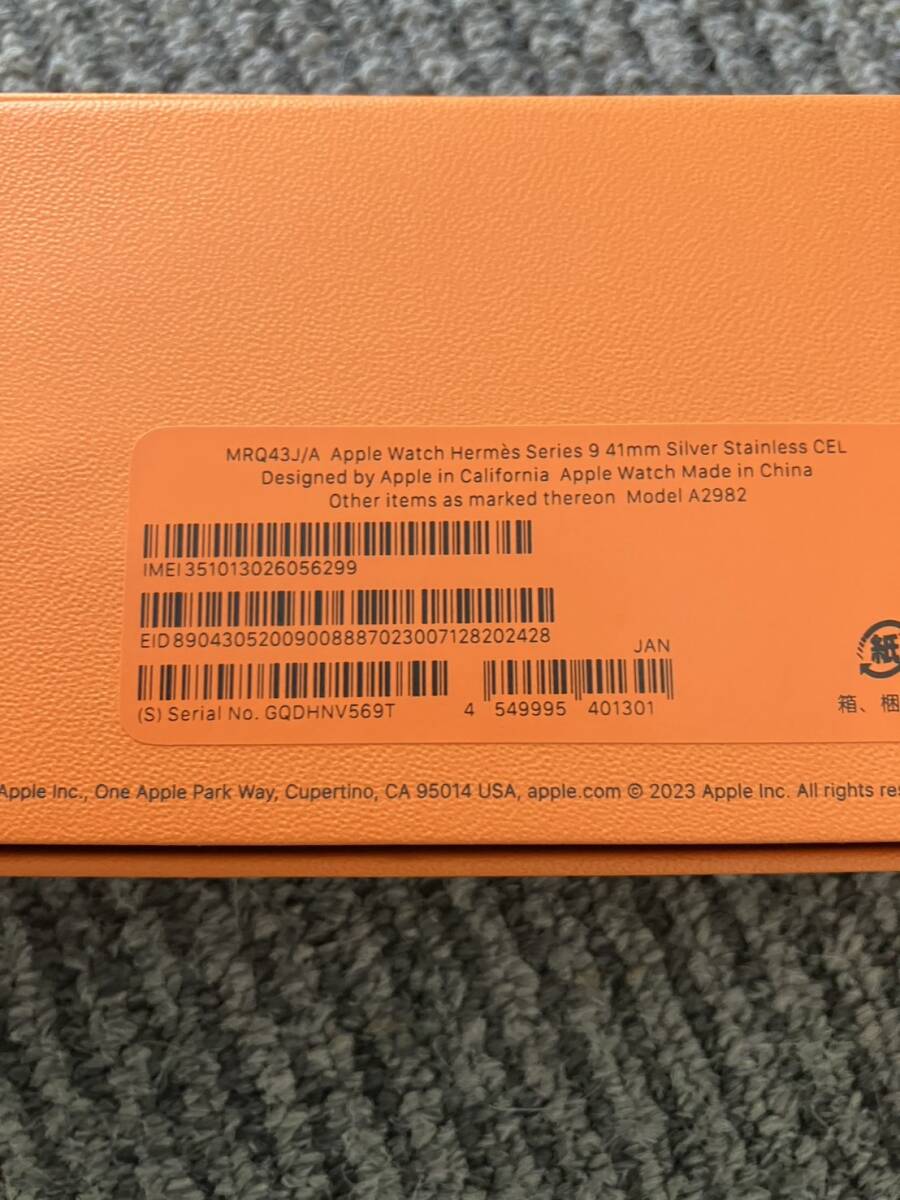 MRQ43J/A Apple Watch Hermès Series 9 41mm Silver Stainless CEL
Designed by Apple in California Apple Watch Made in China
Other items as marked thereon Model A2982
IMEI 351013026056299
EID 89043052009008887023007128202428
JAN
(S) Serial No. GQDHNV569T
4 549995 401301
紙
箱、梱
Apple Inc., One Apple Park Way, Cupertino, CA 95014 USA, apple.com © 2023 Apple Inc. All rights res